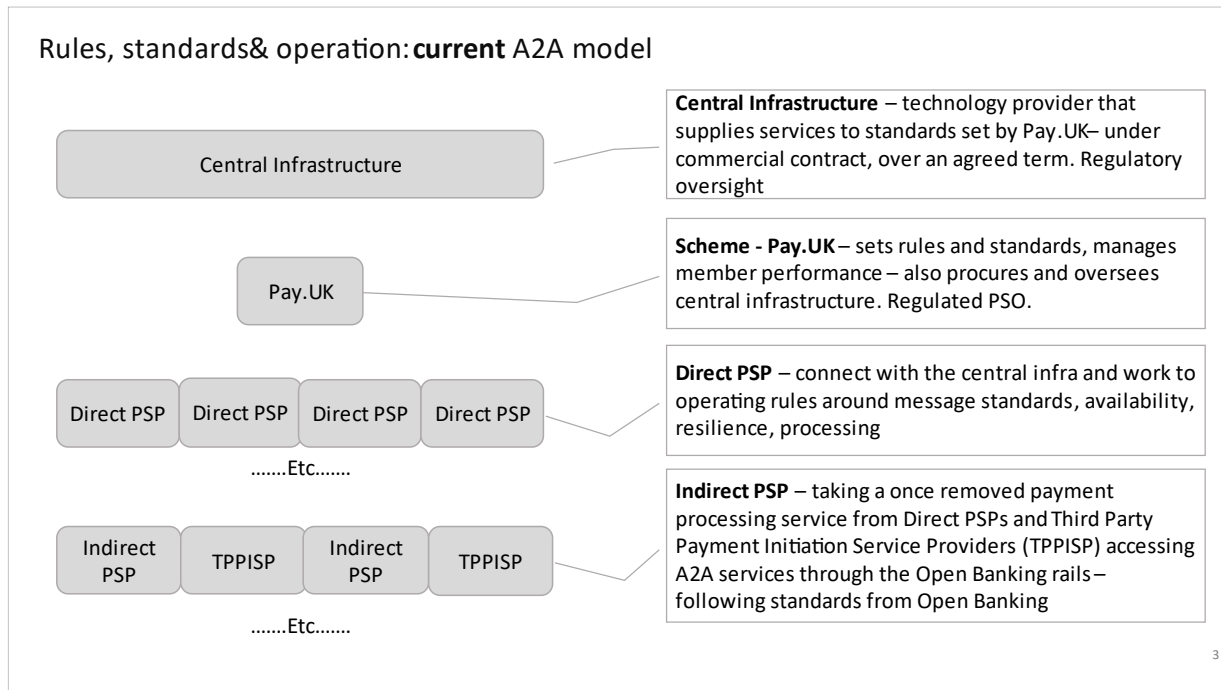 Rules, standards& operation: current A2A model
Central Infrastructure
Central Infrastructure – technology provider that
supplies services to standards set by Pay.UK– under
commercial contract, over an agreed term. Regulatory
oversight
Pay.UK
Scheme - Pay.UK – sets rules and standards, manages
member performance – also procures and oversees
central infrastructure. Regulated PSO.
Direct PSP
Direct PSP
Direct PSP
Direct PSP
.......Etc.......
Direct PSP – connect with the central infra and work to
operating rules around message standards, availability,
resilience, processing
Indirect
PSP
TPPISP
Indirect
PSP
TPPISP
.......Etc.......
Indirect PSP – taking a once removed payment
processing service from Direct PSPs and Third Party
Payment Initiation Service Providers (TPPISP) accessing
A2A services through the Open Banking rails –
following standards from Open Banking
3